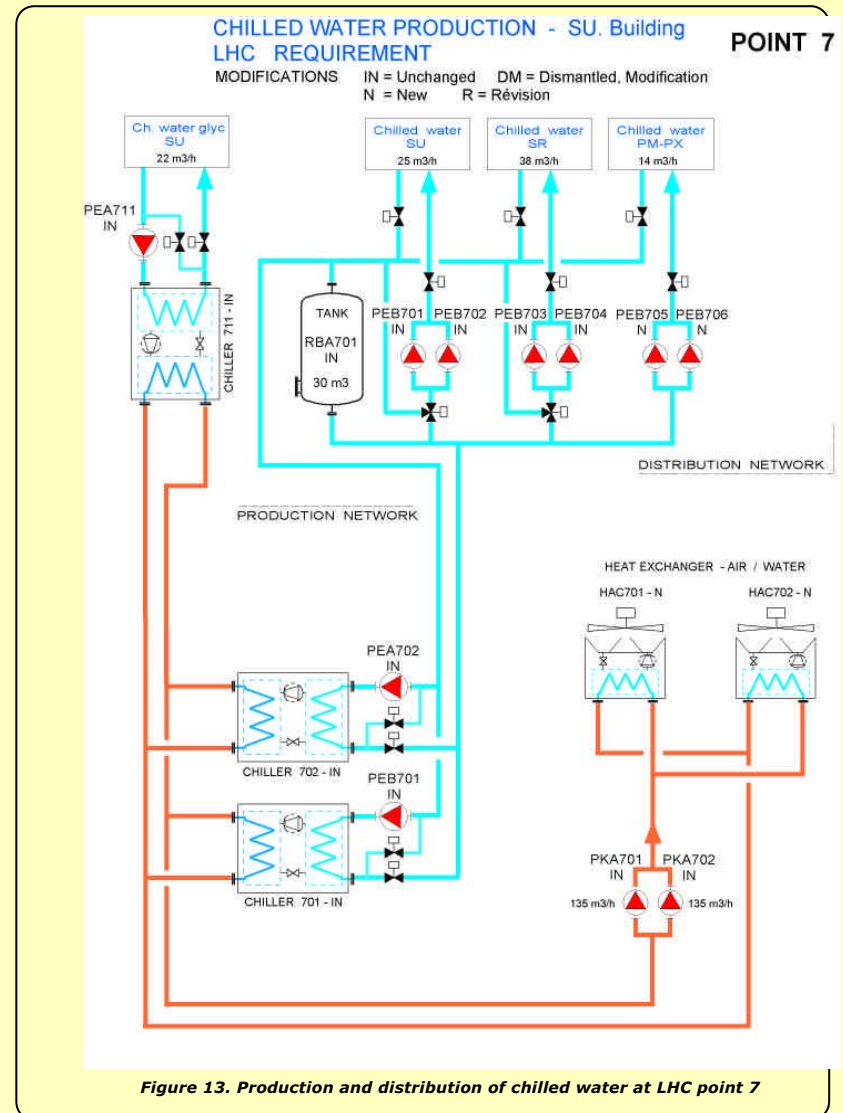 CHILLED WATER PRODUCTION - SU. Building
LHC REQUIREMENT
POINT 7
MODIFICATIONS IN = Unchanged DM = Dismantled, Modification
N = New R = Révision
Ch. water glyc
SU
22 m3/h
Chilled water
SU
25 m3/h
Chilled water
SR
38 m3/h
Chilled water
PM-PX
14 m3/h
PEA711
IN
CHILLER 711 - IN
TANK
RBA701
IN
30 m3
PEB701
IN
PEB702
IN
PEB703
IN
PEB704
IN
PEB705
N
PEB706
N
DISTRIBUTION NETWORK
PRODUCTION NETWORK
HEAT EXCHANGER - AIR / WATER
HAC701 - N
HAC702 - N
PEA702
IN
CHILLER 702 - IN
PEB701
IN
CHILLER 701 - IN
PKA701
IN
PKA702
IN
135 m3/h
135 m3/h
Figure 13. Production and distribution of chilled water at LHC point 7